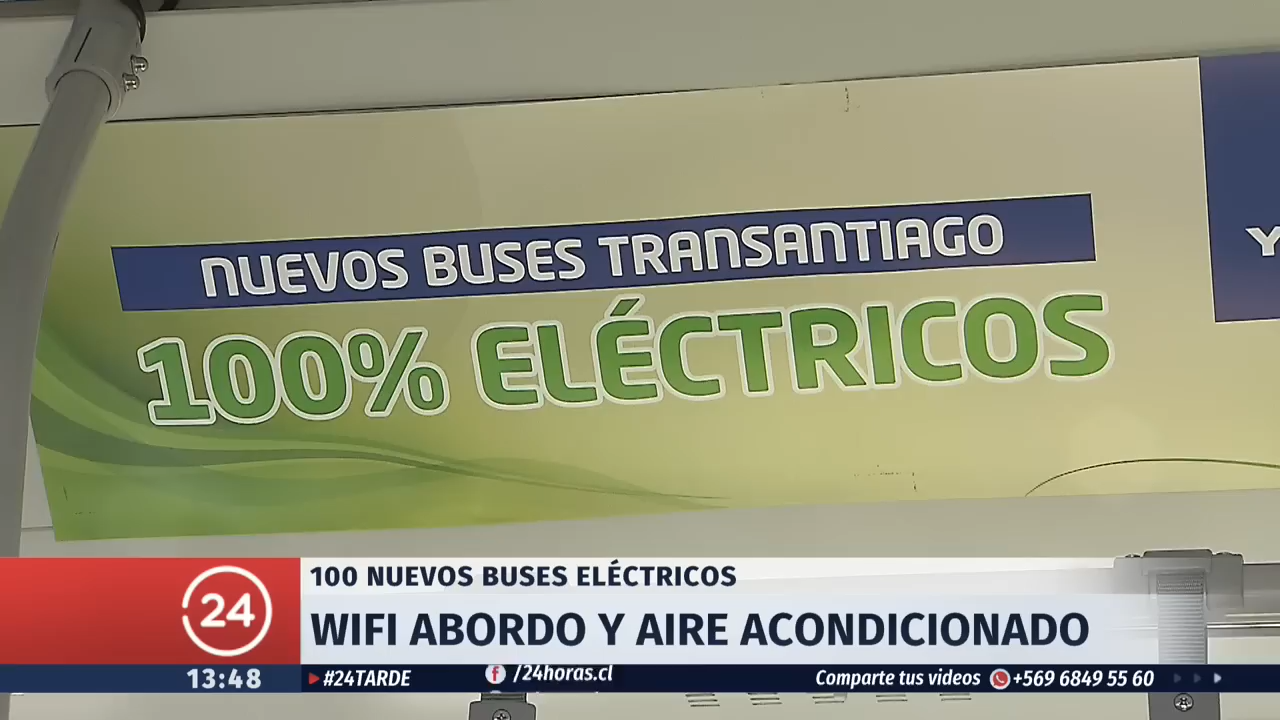 NUEVOS BUSES TRANSANTIAGO
100% ELÉCTRICOS
Y
24
100 NUEVOS BUSES ELÉCTRICOS
WIFI ABORDO Y AIRE ACONDICIONADO
13:48 #24TARDE f /24horas.cl Comparte tus videos +569 6849 55 60